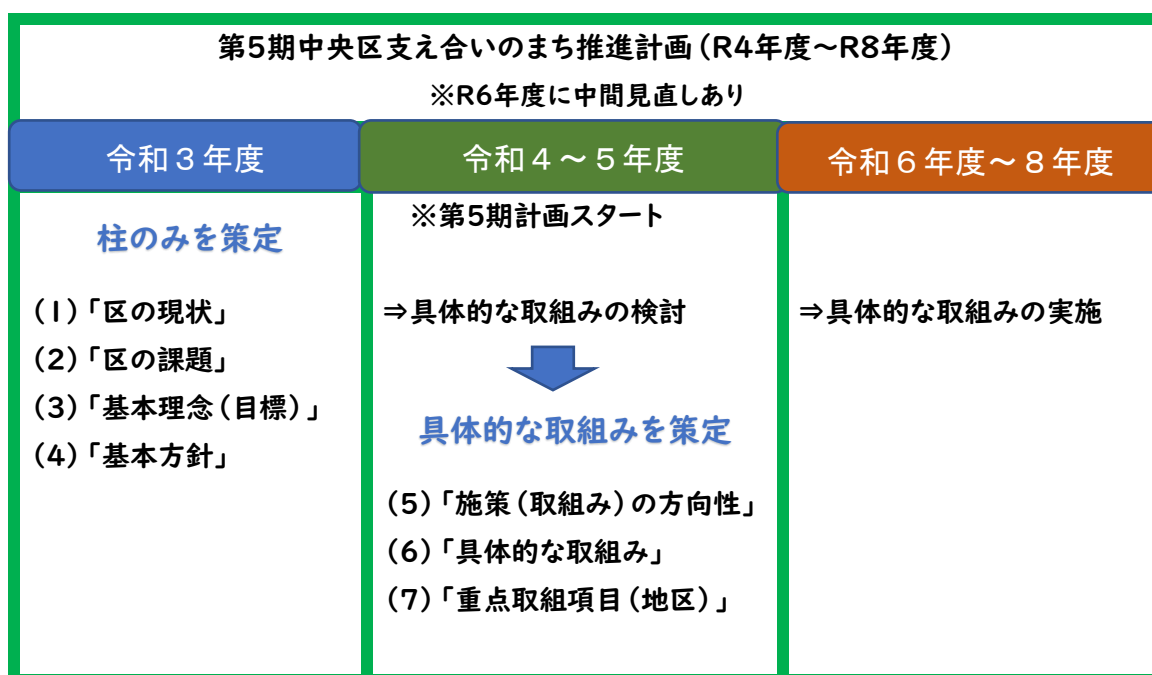 第5期中央区支え合いのまち推進計画（R4年度～R8年度）
※R6年度に中間見直しあり
令和３年度
柱のみを策定
(1)「区の現状」
(2)「区の課題」
(3)「基本理念（目標）」
(4)「基本方針」
令和４～５年度
※第5期計画スタート
⇒具体的な取組みの検討
具体的な取組みを策定
(5)「施策（取組み）の方向性」
(6)「具体的な取組み」
(7)「重点取組項目（地区）」
令和６年度～８年度
⇒具体的な取組みの実施